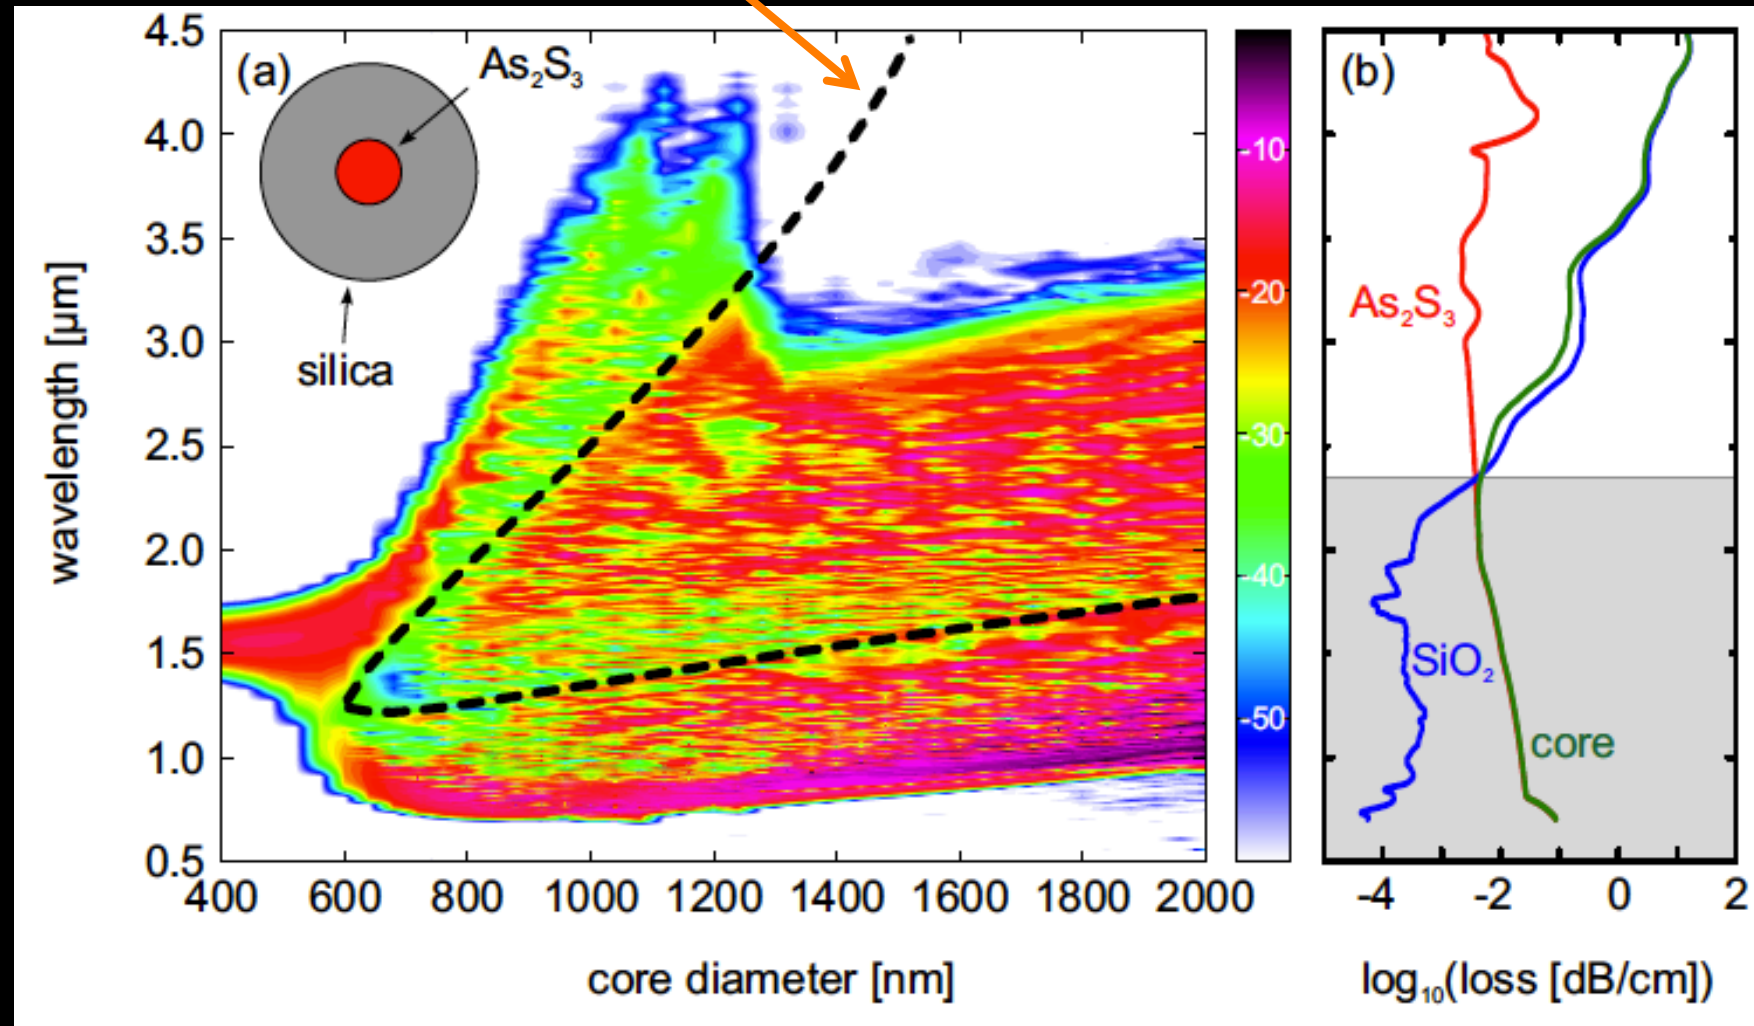 4.5
4.0
3.5
3.0
2.5
2.0
1.5
1.0
0.5
wavelength [µm]
(a)
As₂S₃
silica
400 600 800 1000 1200 1400 1600 1800 2000
core diameter [nm]
-10
-20
-30
-40
-50
(b)
As₂S₃
SiO₂
core
-4 -2 0 2
log₁₀(loss [dB/cm])